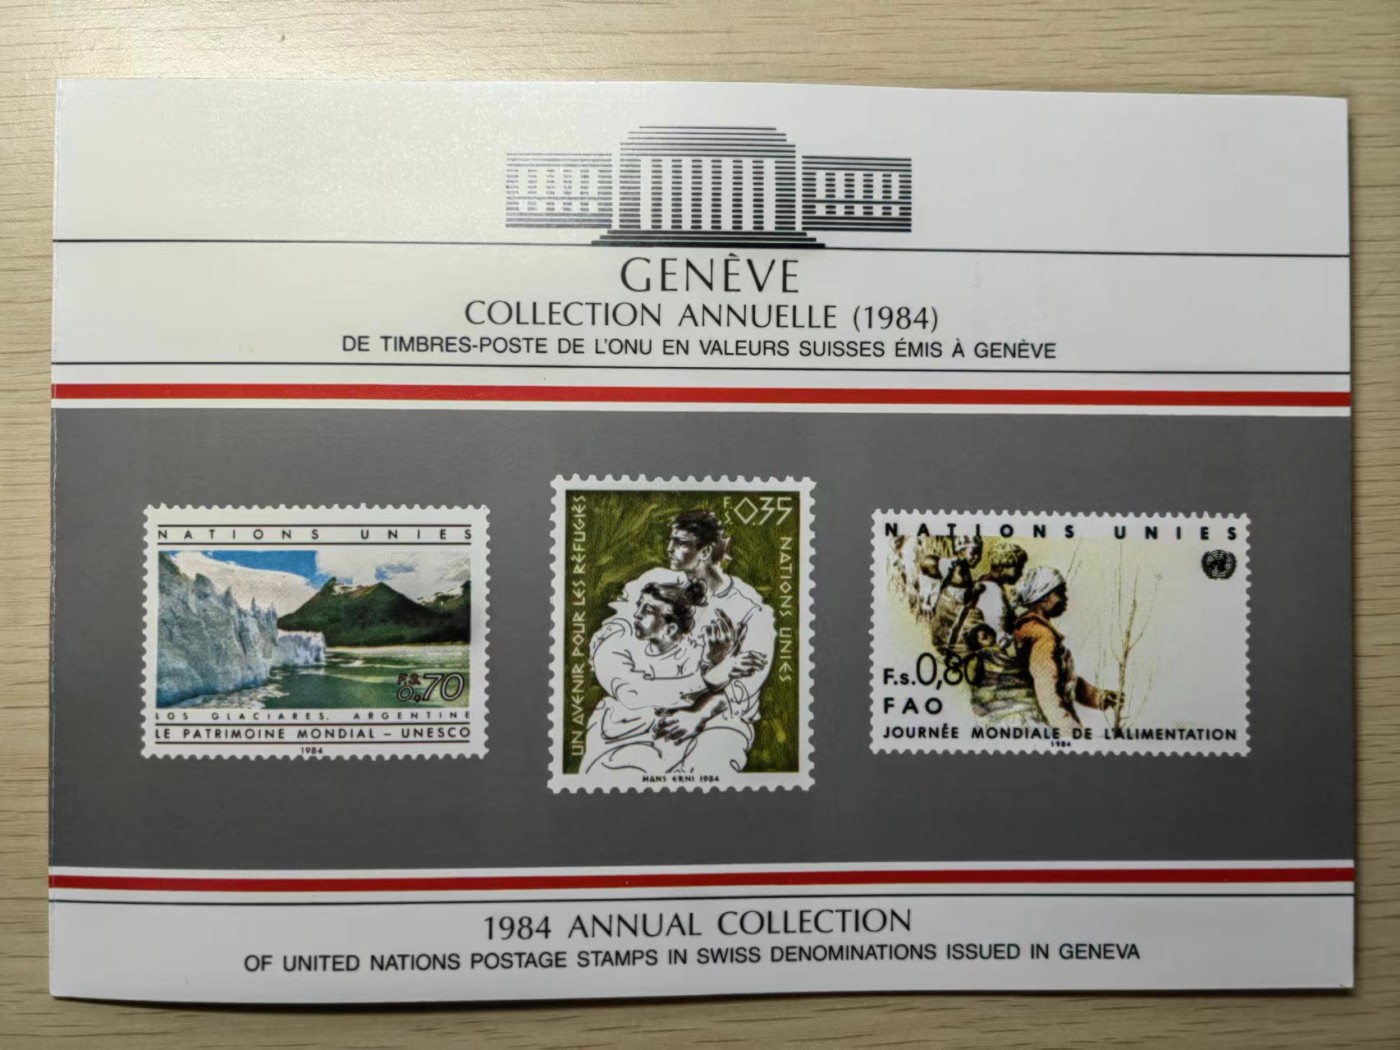 GENÈVE
COLLECTION ANNUELLE (1984)
DE TIMBRES-POSTE DE L'ONU EN VALEURS SUISSES ÉMIS À GENÈVE
NATIONS UNIES
F.s.
0,70
LOS GLACIARES, ARGENTINE
LE PATRIMOINE MONDIAL – UNESCO
1984
UN AVENIR POUR LES RÉFUGIÉS
F.S. 0.35
NATIONS UNIES
HANS ERNI 1984
NATIONS UNIES
F.s.0,80
FAO
JOURNÉE MONDIALE DE L'ALIMENTATION
1984
1984 ANNUAL COLLECTION
OF UNITED NATIONS POSTAGE STAMPS IN SWISS DENOMINATIONS ISSUED IN GENEVA